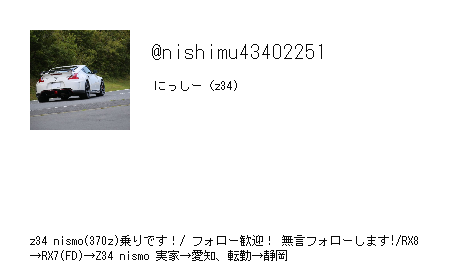 @nishimu43402251
にっしー (z34)
z34 nismo(370z)乗りです！/ フォロー歓迎！ 無言フォローします!/RX8
→RX7(FD)→Z34 nismo 実家→愛知、転勤→静岡